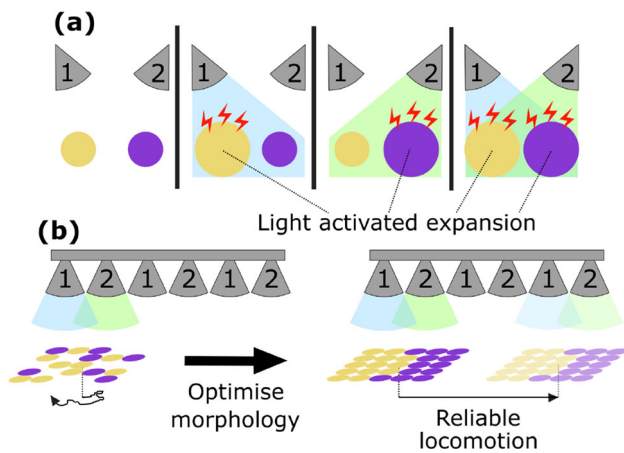 (a)
1 2 1 2 1 2 1 2
Light activated expansion
(b)
1 2 1 2 1 2
1 2 1 2 1 2
Optimise
morphology
Reliable
locomotion